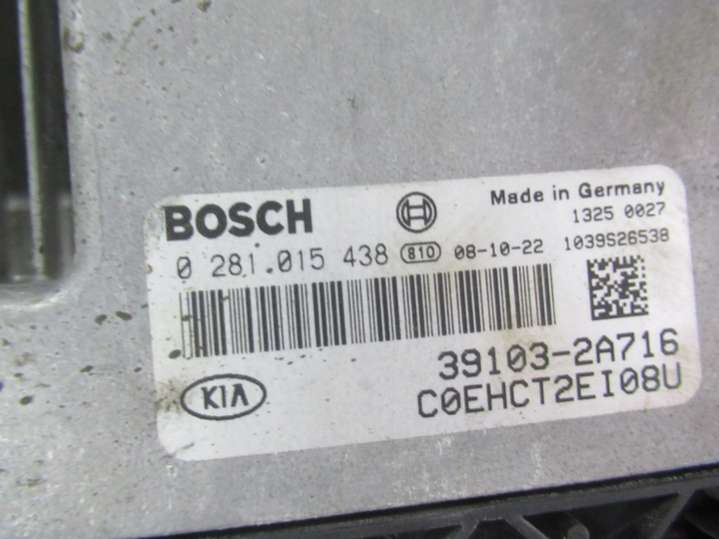 BOSCH
Made in Germany
1325 0027
0 281.015 438 810 08-10-22 1039S26538
39103-2A716
KIA
C0EHCT2EI08U